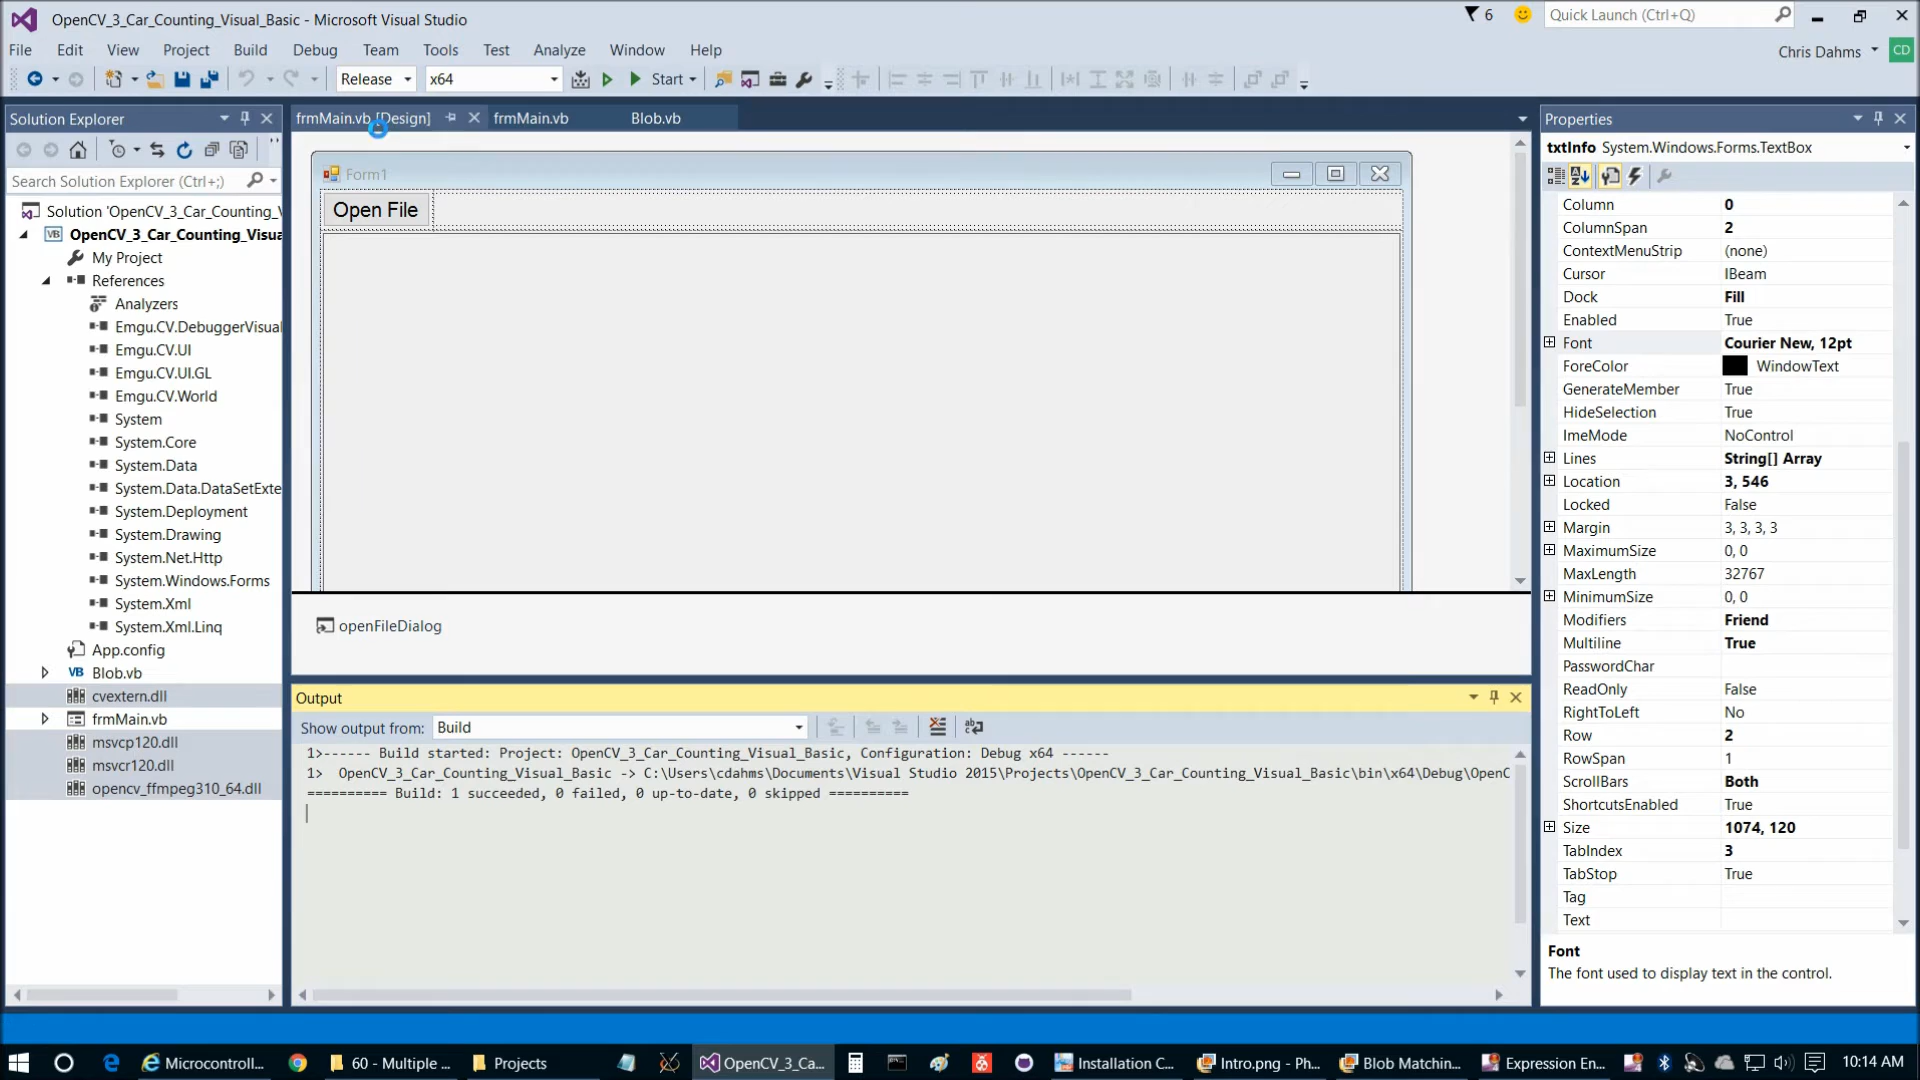 OpenCV_3_Car_Counting_Visual_Basic - Microsoft Visual Studio
6
Quick Launch (Ctrl+Q)
File Edit View Project Build Debug Team Tools Test Analyze Window Help
Chris Dahms
CD
Release
x64
Start
Solution Explorer
Search Solution Explorer (Ctrl+;)
Solution 'OpenCV_3_Car_Counting_V
VB OpenCV_3_Car_Counting_Visua
My Project
References
Analyzers
Emgu.CV.DebuggerVisual
Emgu.CV.UI
Emgu.CV.UI.GL
Emgu.CV.World
System
System.Core
System.Data
System.Data.DataSetExte
System.Deployment
System.Drawing
System.Net.Http
System.Windows.Forms
System.Xml
System.Xml.Linq
App.config
VB Blob.vb
cvextern.dll
frmMain.vb
msvcp120.dll
msvcr120.dll
opencv_ffmpeg310_64.dll
frmMain.vb [Design]
frmMain.vb
Blob.vb
Form1
Open File
openFileDialog
Output
Show output from: Build
1>------ Build started: Project: OpenCV_3_Car_Counting_Visual_Basic, Configuration: Debug x64 ------
1>  OpenCV_3_Car_Counting_Visual_Basic -> C:\Users\cdahms\Documents\Visual Studio 2015\Projects\OpenCV_3_Car_Counting_Visual_Basic\bin\x64\Debug\OpenC
========== Build: 1 succeeded, 0 failed, 0 up-to-date, 0 skipped ==========
Properties
txtInfo System.Windows.Forms.TextBox
Column 0
ColumnSpan 2
ContextMenuStrip (none)
Cursor IBeam
Dock Fill
Enabled True
Font Courier New, 12pt
ForeColor WindowText
GenerateMember True
HideSelection True
ImeMode NoControl
Lines String[] Array
Location 3, 546
Locked False
Margin 3, 3, 3, 3
MaximumSize 0, 0
MaxLength 32767
MinimumSize 0, 0
Modifiers Friend
Multiline True
PasswordChar
ReadOnly False
RightToLeft No
Row 2
RowSpan 1
ScrollBars Both
ShortcutsEnabled True
Size 1074, 120
TabIndex 3
TabStop True
Tag
Text
Font
The font used to display text in the control.
Microcontroll...
60 - Multiple ...
Projects
OpenCV_3_Ca...
Installation C...
Intro.png - Ph...
Blob Matchin...
Expression En...
10:14 AM